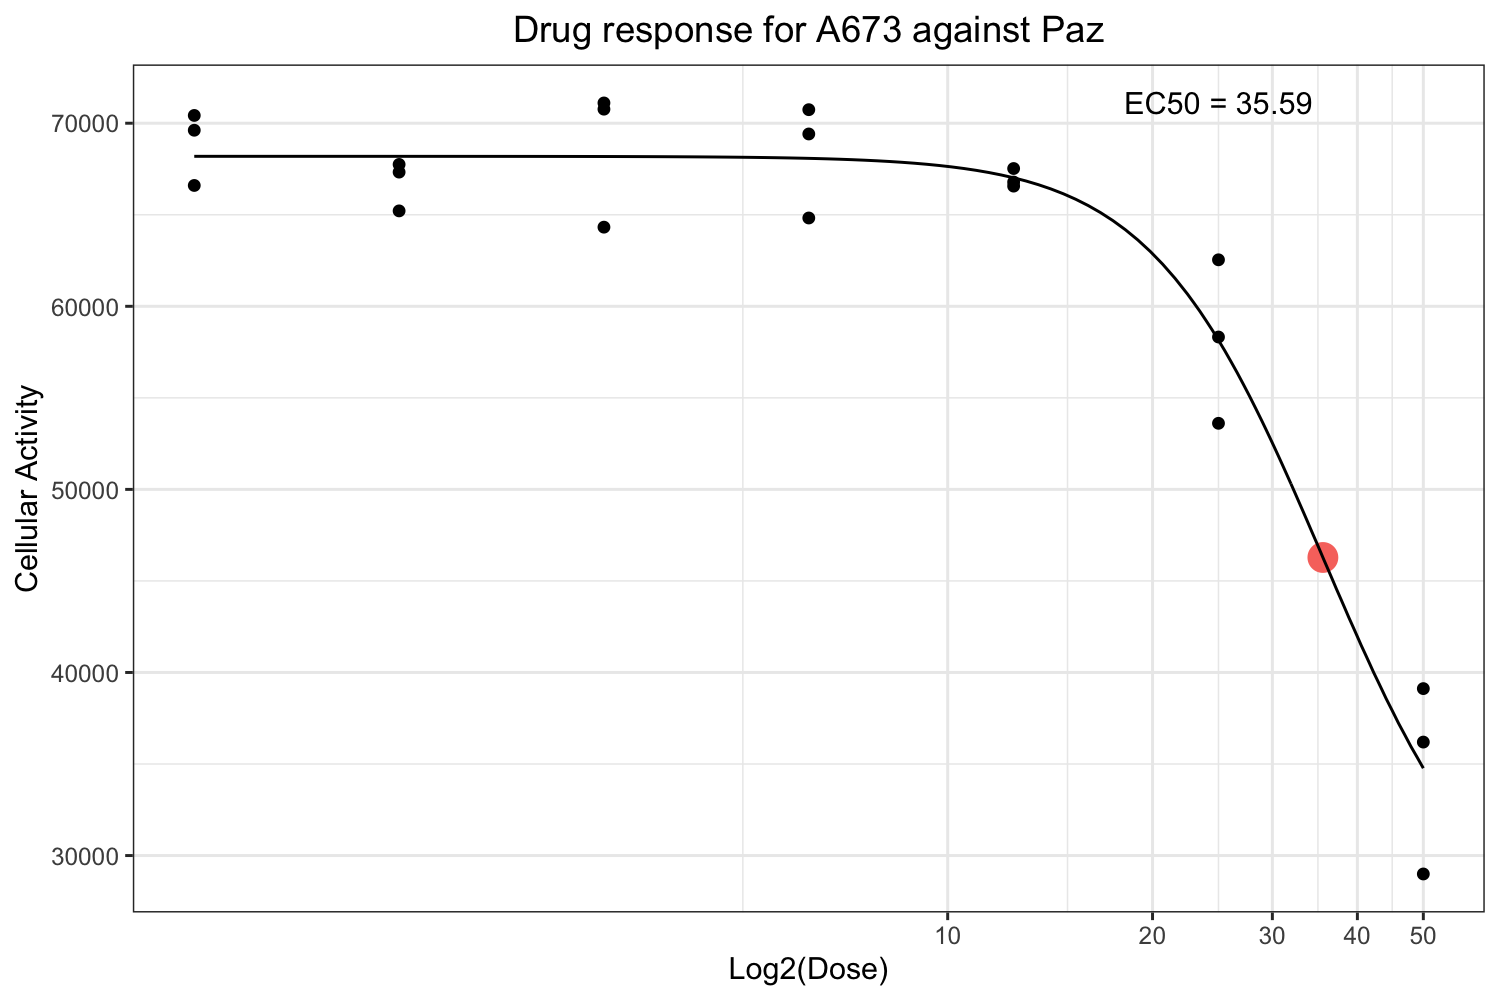 Drug response for A673 against Paz
EC50 = 35.59
70000
60000
50000
40000
30000
Cellular Activity
10 20 30 40 50
Log2(Dose)